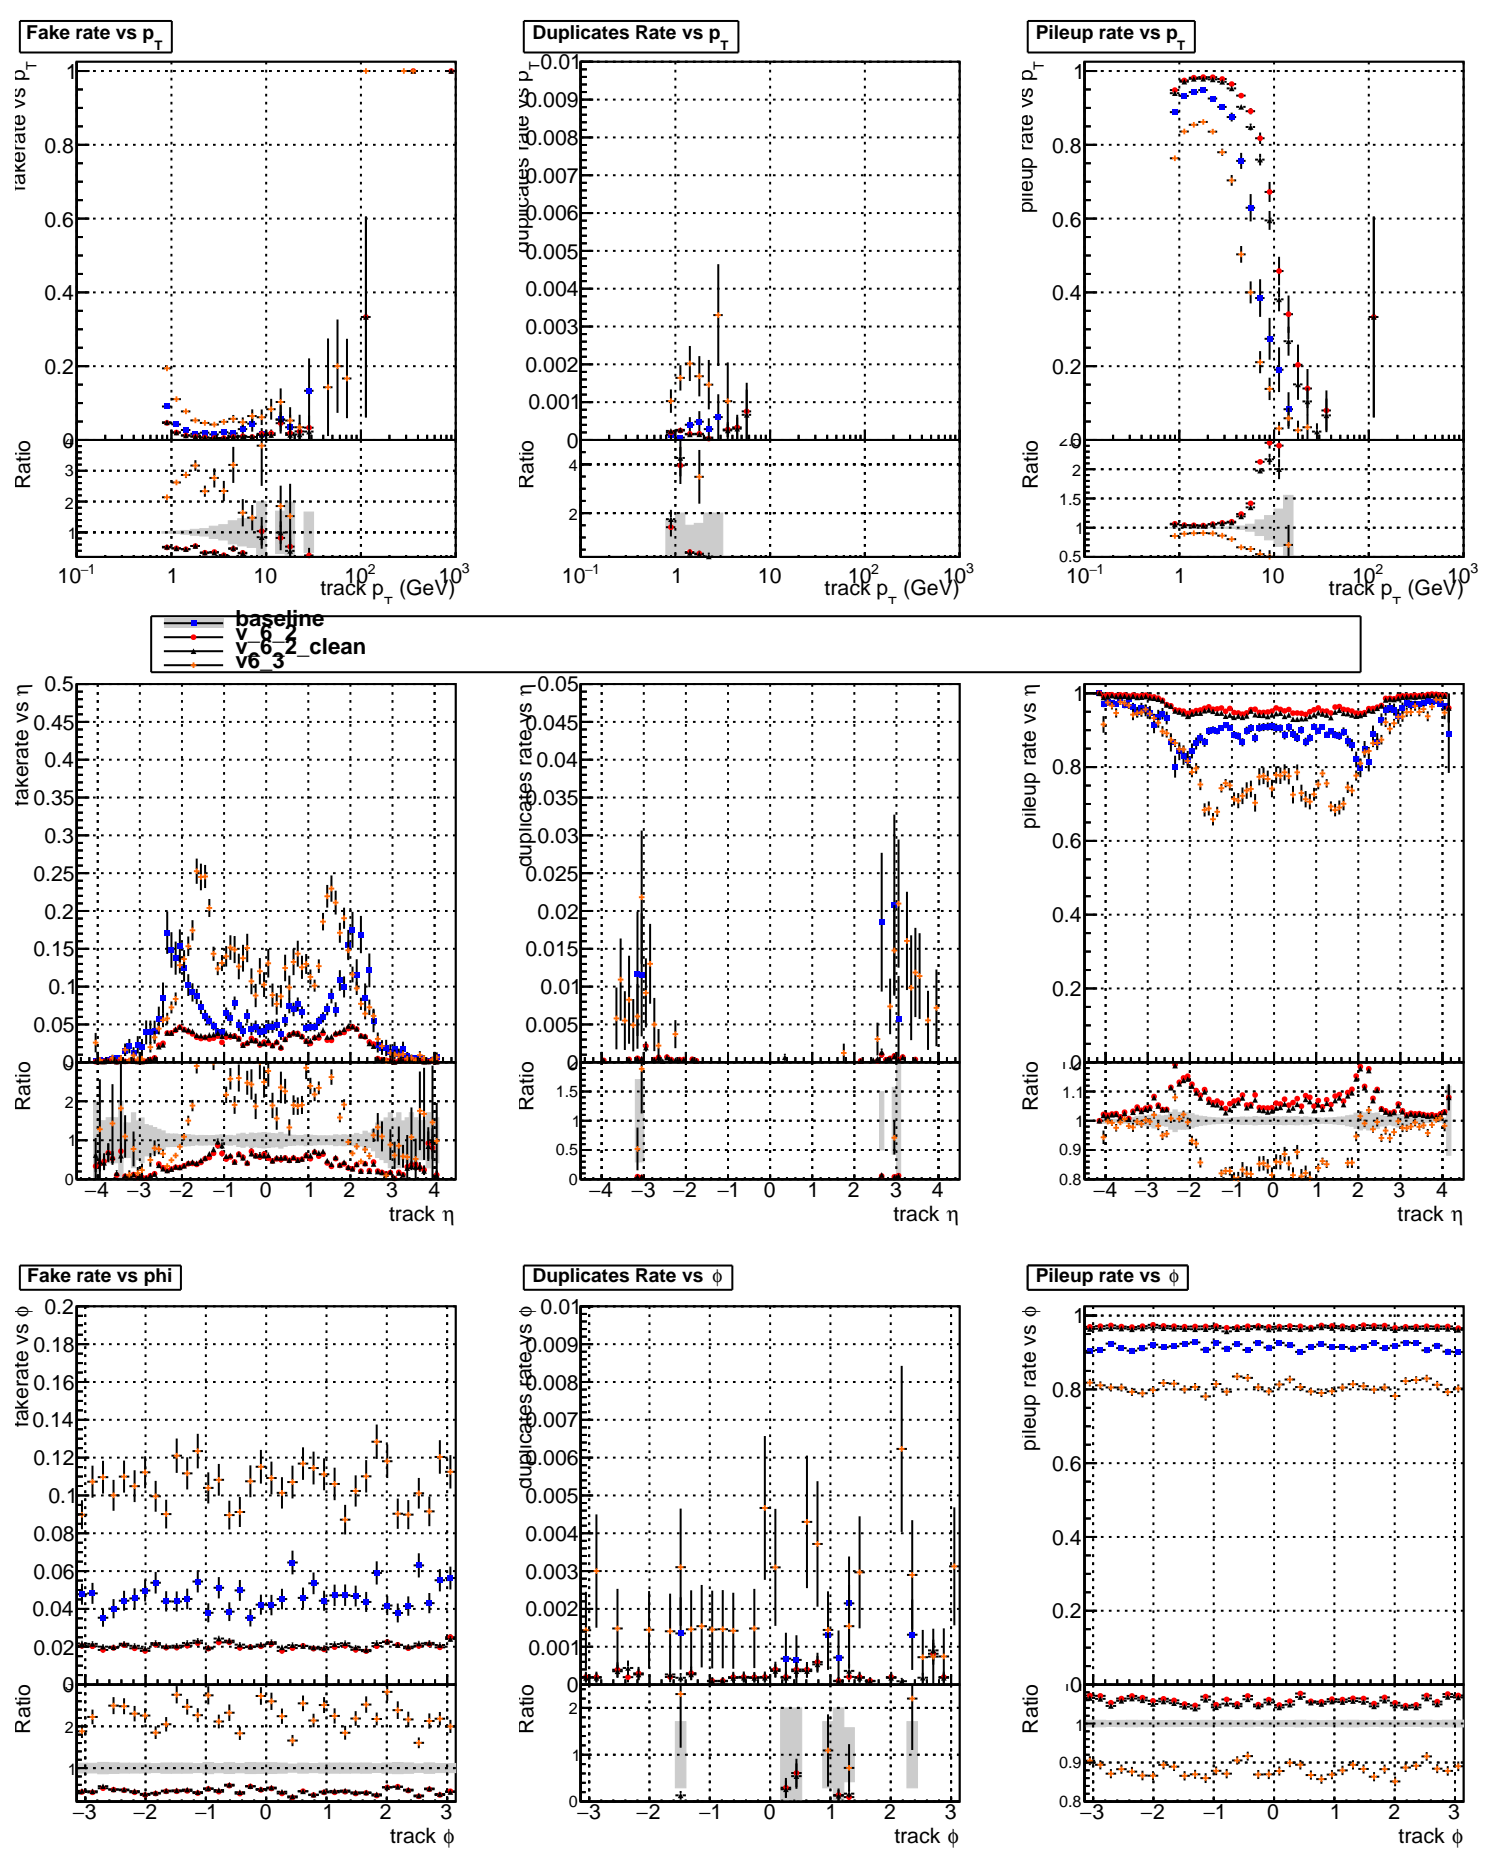 Fake rate vs p_T
Duplicates Rate vs p_T
Pileup rate vs p_T
fakerate vs p_T
1
0.8
0.6
0.4
0.2
0
Ratio
3
2
1
10⁻¹ 1 10 10² 10³
track p_T (GeV)
duplicates rate vs p_T
0.01
0.009
0.008
0.007
0.006
0.005
0.004
0.003
0.002
0.001
0
Ratio
4
2
10⁻¹ 1 10 10² 10³
track p_T (GeV)
pileup rate vs p_T
1
0.8
0.6
0.4
0.2
0
Ratio
2
1.5
1
0.5
10⁻¹ 1 10 10² 10³
track p_T (GeV)
baseline
v_6_2
v_6_2_clean
v6_3
fakerate vs η
0.5
0.45
0.4
0.35
0.3
0.25
0.2
0.15
0.1
0.05
0
Ratio
2
1
0
−4 −3 −2 −1 0 1 2 3 4
track η
duplicates rate vs η
0.05
0.045
0.04
0.035
0.03
0.025
0.02
0.015
0.01
0.005
0
Ratio
1.5
1
0.5
0
−4 −3 −2 −1 0 1 2 3 4
track η
pileup rate vs η
1
0.8
0.6
0.4
0.2
0
Ratio
1.1
1
0.9
0.8
−4 −3 −2 −1 0 1 2 3 4
track η
Fake rate vs phi
Duplicates Rate vs φ
Pileup rate vs φ
fakerate vs φ
0.2
0.18
0.16
0.14
0.12
0.1
0.08
0.06
0.04
0.02
0
Ratio
2
1
0
−3 −2 −1 0 1 2 3
track φ
duplicates rate vs φ
0.01
0.009
0.008
0.007
0.006
0.005
0.004
0.003
0.002
0.001
0
Ratio
2
1
0
−3 −2 −1 0 1 2 3
track φ
pileup rate vs φ
1
0.8
0.6
0.4
0.2
0
Ratio
1
0.9
0.8
−3 −2 −1 0 1 2 3
track φ